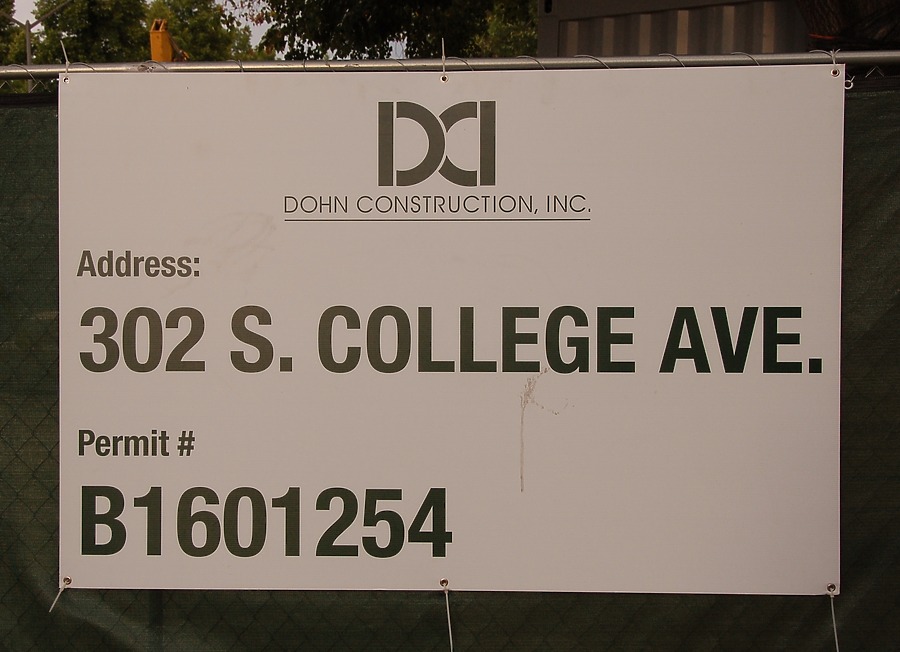 DCI
DOHN CONSTRUCTION, INC.
Address:
302 S. COLLEGE AVE.
Permit #
B1601254